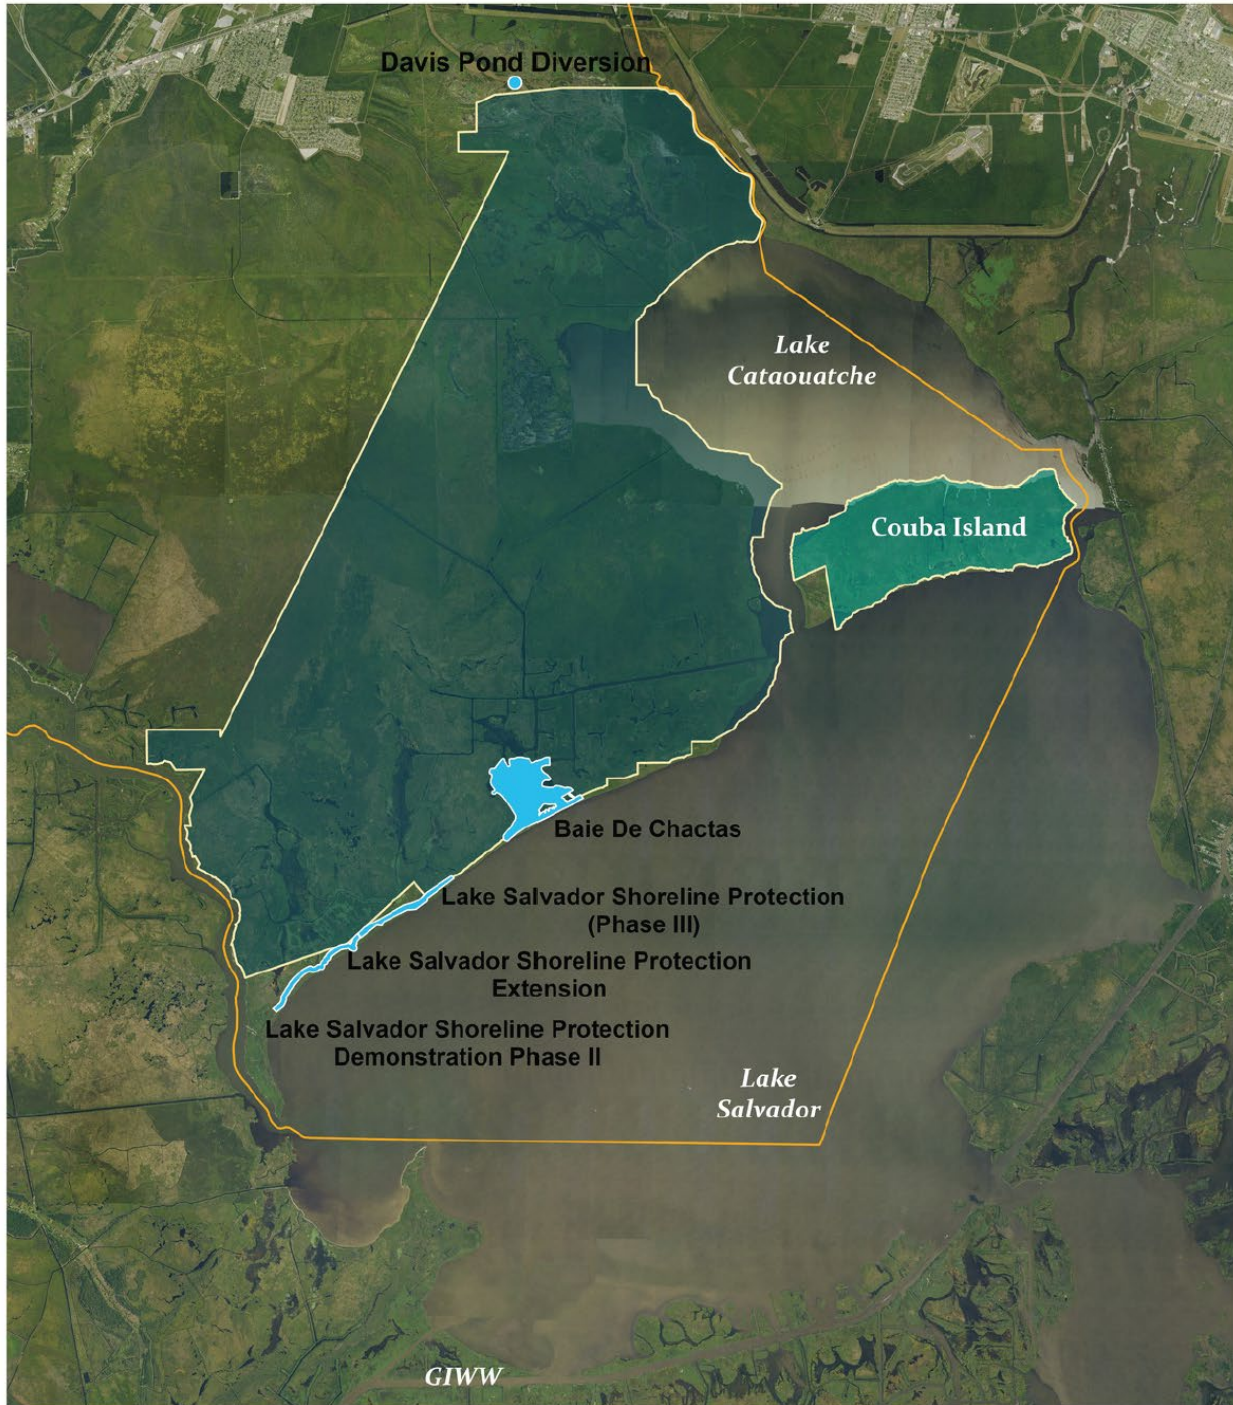 Davis Pond Diversion
Lake
Cataouatche
Couba Island
Baie De Chactas
Lake Salvador Shoreline Protection
(Phase III)
Lake Salvador Shoreline Protection
Extension
Lake Salvador Shoreline Protection
Demonstration Phase II
Lake
Salvador
GIWW